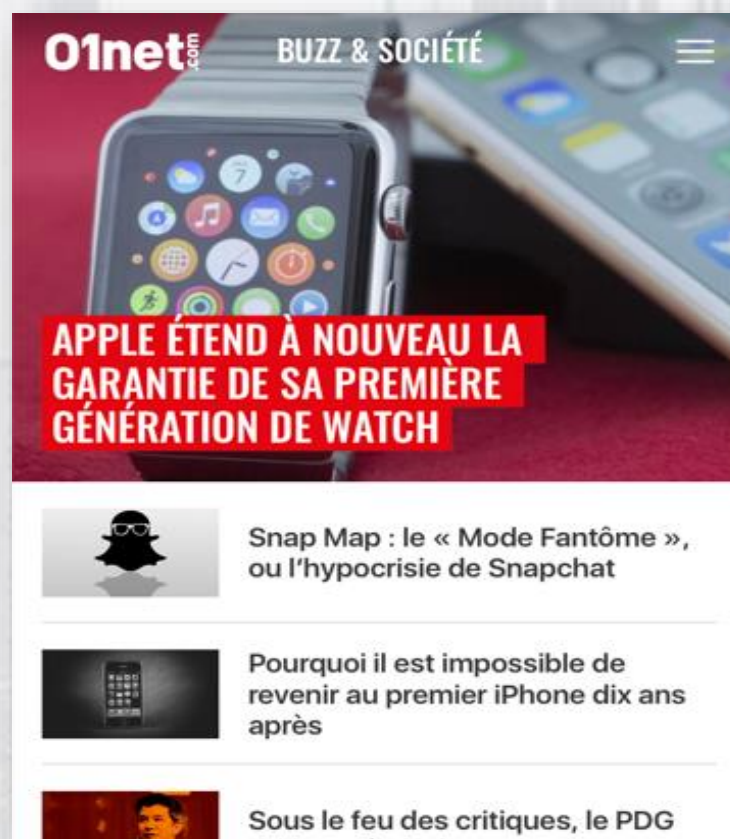 01net.com
BUZZ & SOCIÉTÉ
7
APPLE ÉTEND À NOUVEAU LA
GARANTIE DE SA PREMIÈRE
GÉNÉRATION DE WATCH
Snap Map : le « Mode Fantôme »,
ou l'hypocrisie de Snapchat
Pourquoi il est impossible de
revenir au premier iPhone dix ans
après
Sous le feu des critiques, le PDG